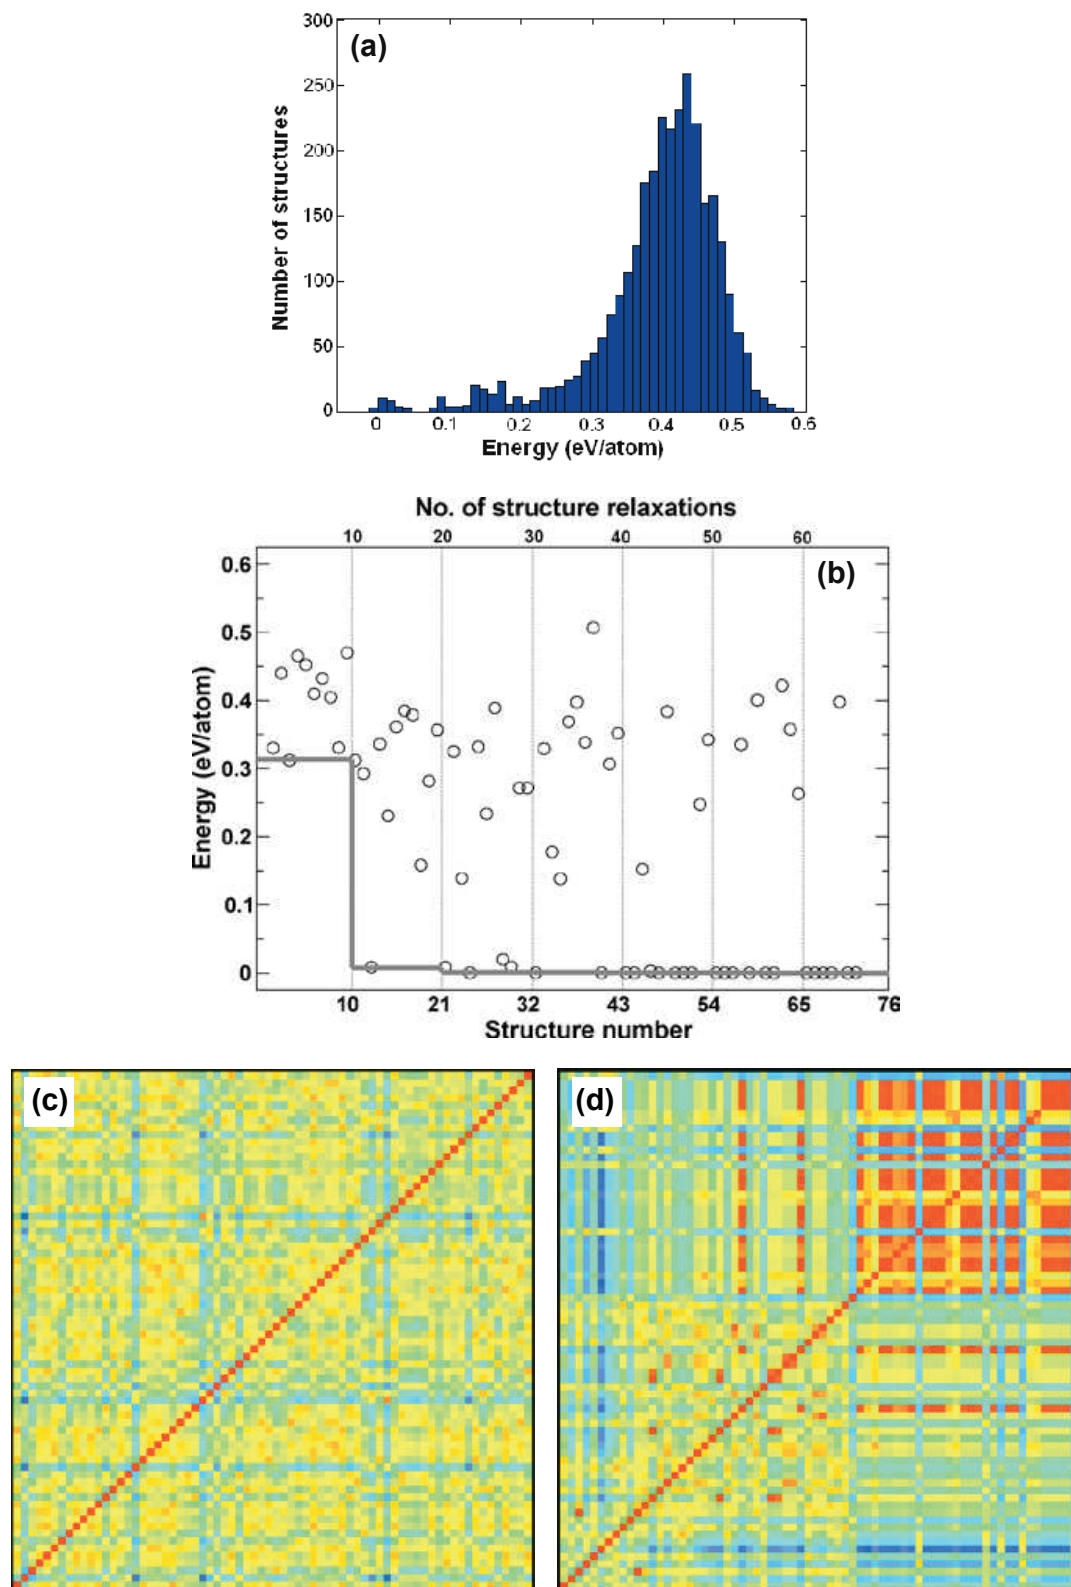 (a)
300
250
200
150
100
50
0
Number of structures
0 0.1 0.2 0.3 0.4 0.5 0.6
Energy (eV/atom)
No. of structure relaxations
10 20 30 40 50 60
(b)
0.6
0.5
0.4
0.3
0.2
0.1
0
Energy (eV/atom)
10 21 32 43 54 65 76
Structure number
(c) (d)